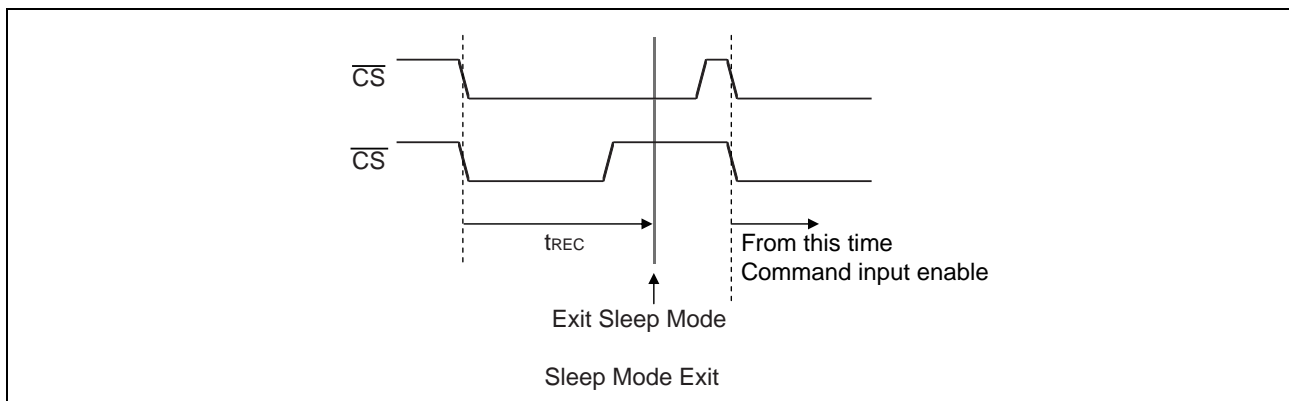 CS
CS
tREC
From this time
Command input enable
Exit Sleep Mode
Sleep Mode Exit